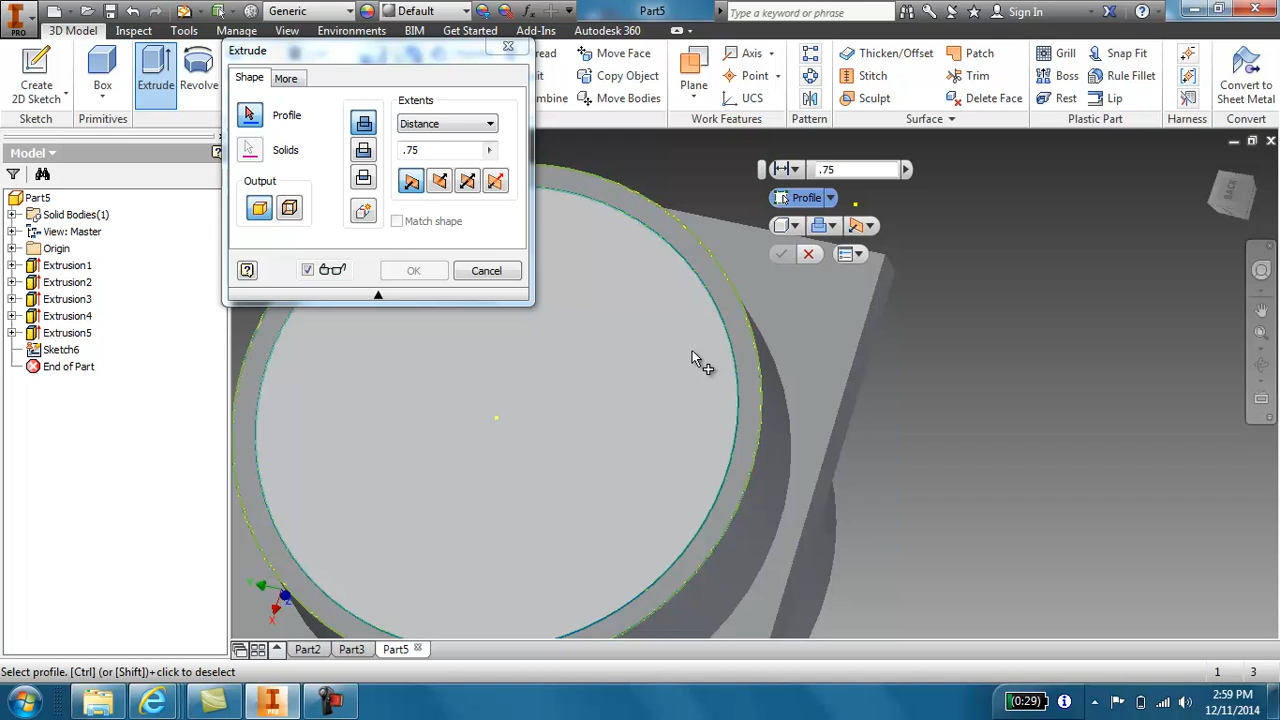 Generic
Default
Part5
Type here to search by keyword or phrase
Sign In
PRO
3D Model
Inspect
Tools
Manage
View
Environments
BIM
Get Started
Add-Ins
Autodesk 360
Create
2D Sketch
Box
Extrude
Revolve
Move Face
Copy Object
Move Bodies
Plane
Axis
Point
UCS
Thicken/Offset
Stitch
Sculpt
Patch
Trim
Delete Face
Grill
Boss
Rest
Snap Fit
Rule Fillet
Lip
Convert to
Sheet Metal
Sketch
Primitives
Work Features
Pattern
Surface
Plastic Part
Harness
Convert
Extrude
Shape
More
Profile
Solids
Output
Extents
Distance
.75
Match shape
OK
Cancel
.75
Profile
BACK
Model
Part5
Solid Bodies(1)
View: Master
Origin
Extrusion1
Extrusion2
Extrusion3
Extrusion4
Extrusion5
Sketch6
End of Part
X
Z
Part2
Part3
Part5
Select profile. [Ctrl] (or [Shift])+click to deselect
1
3
(0:29)
2:59 PM
12/11/2014